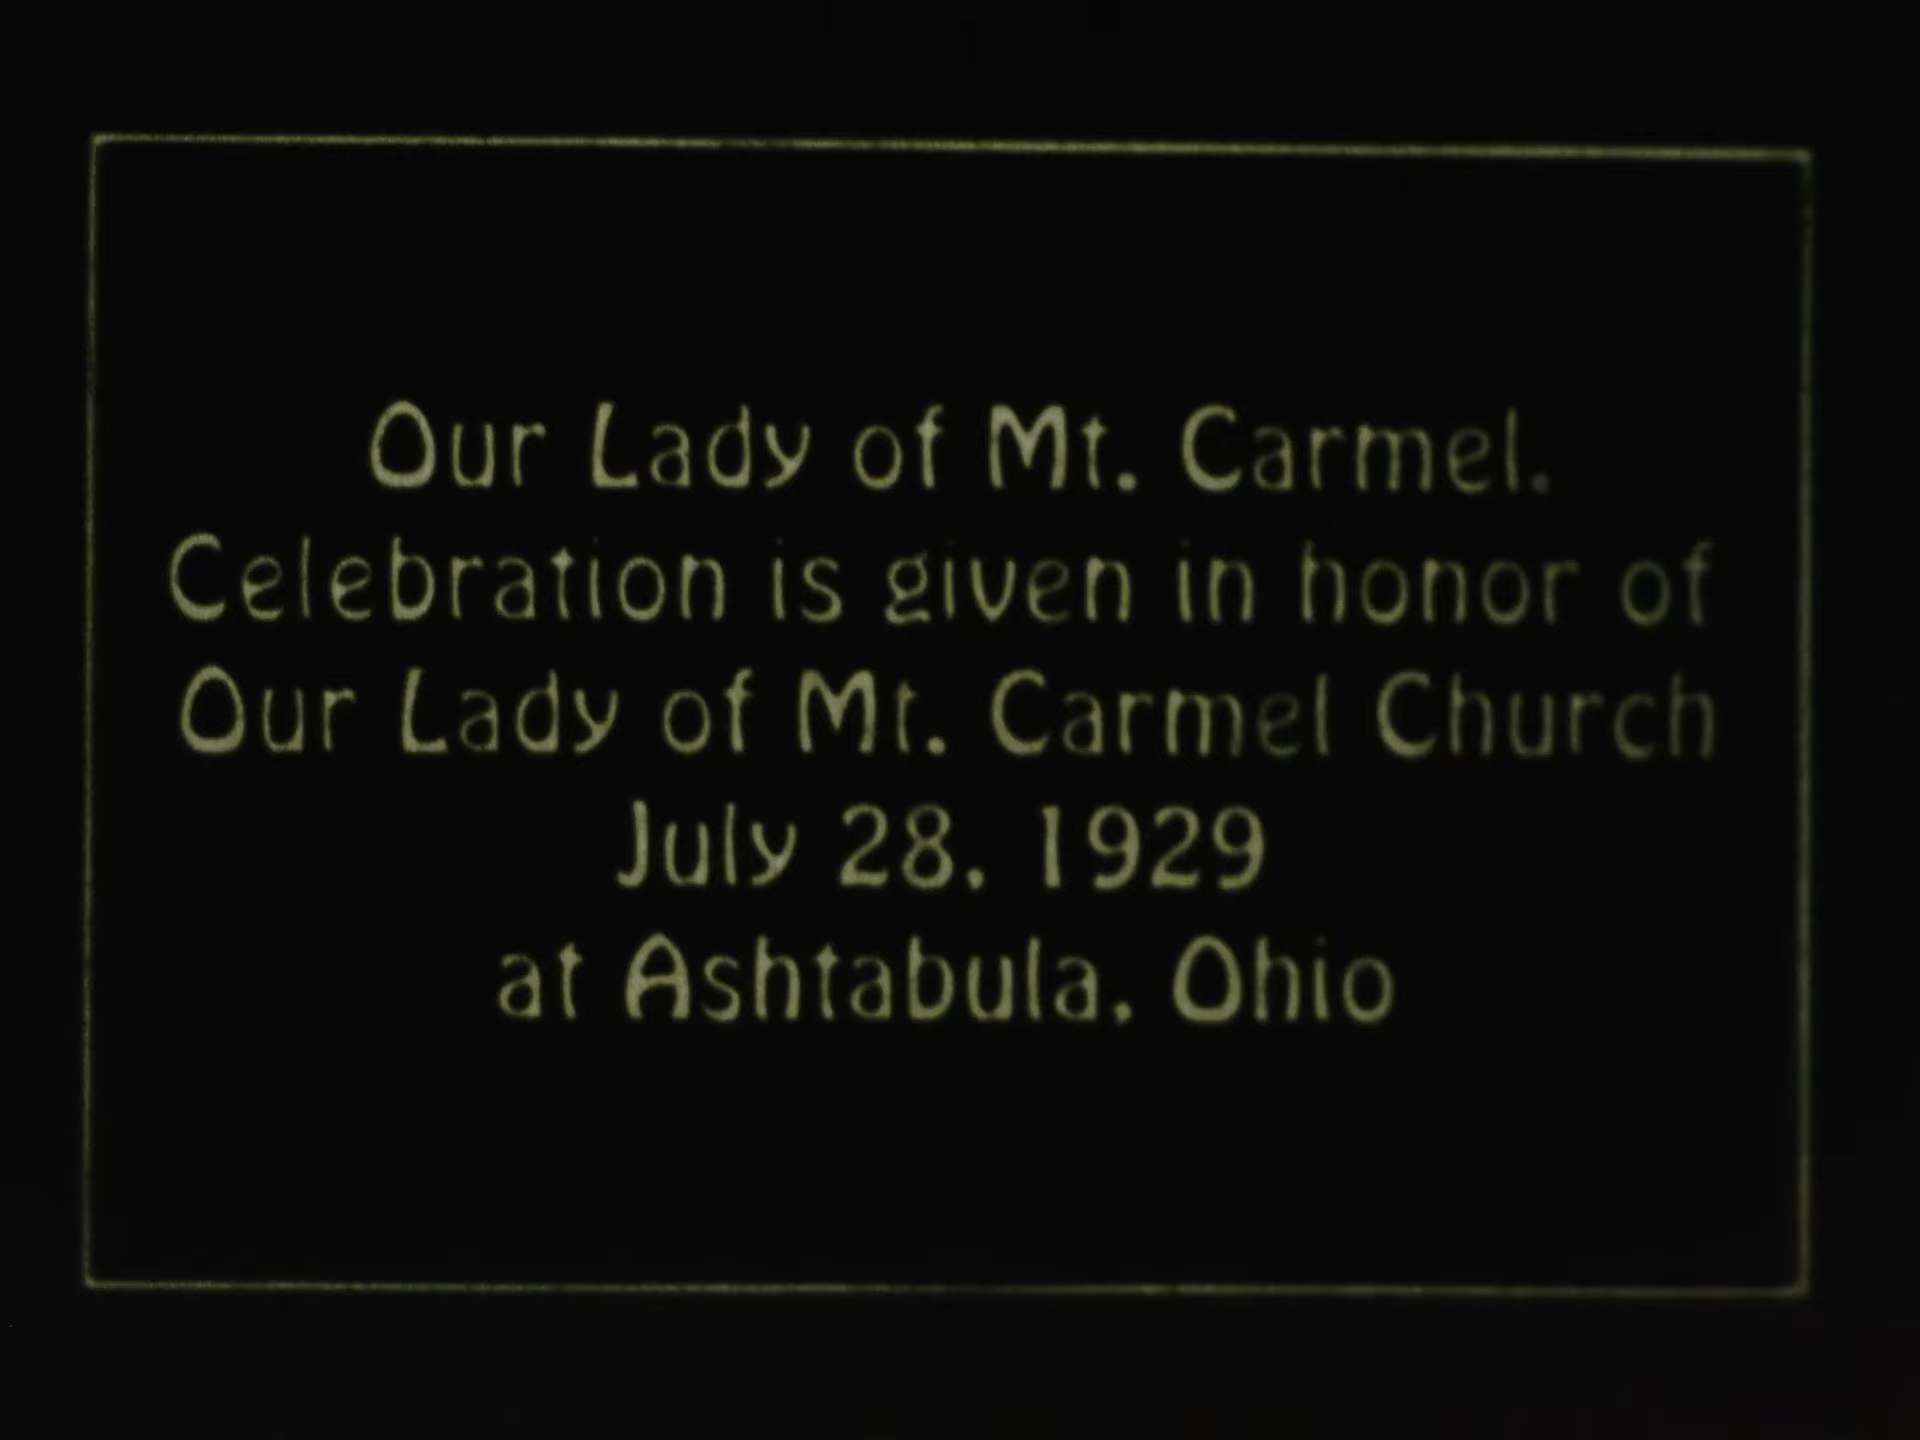 Our Lady of Mt. Carmel.
Celebration is given in honor of
Our Lady of Mt. Carmel Church
July 28, 1929
at Ashtabula, Ohio